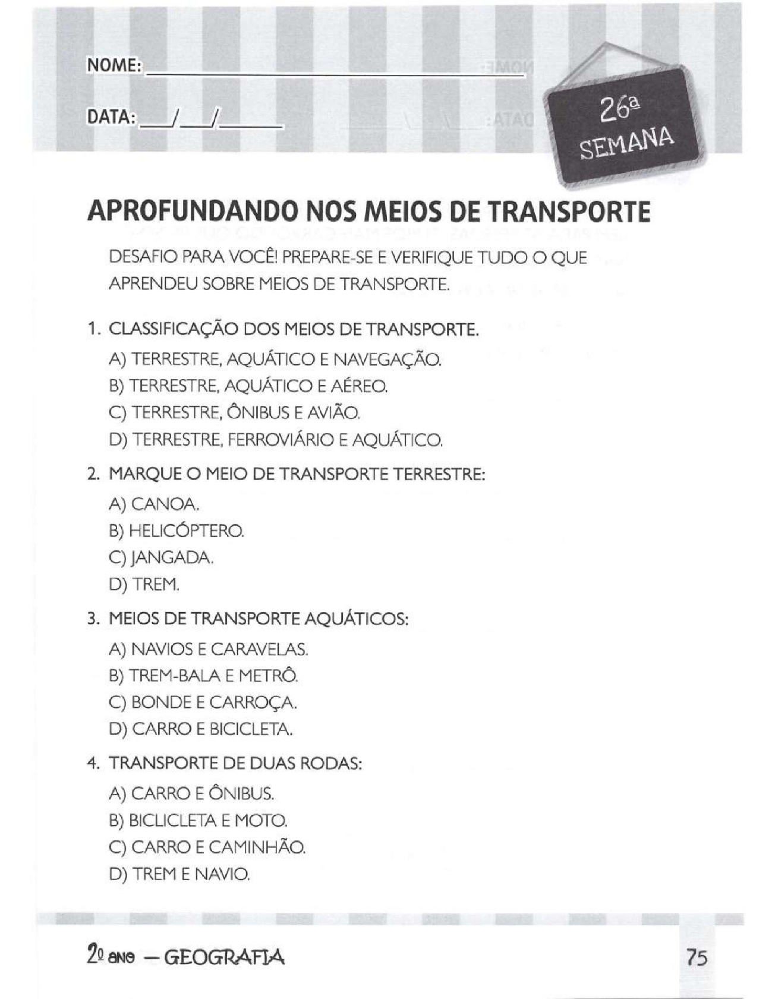 NOME:
DATA: __/__/____
26ª
SEMANA
APROFUNDANDO NOS MEIOS DE TRANSPORTE
DESAFIO PARA VOCÊ! PREPARE-SE E VERIFIQUE TUDO O QUE
APRENDEU SOBRE MEIOS DE TRANSPORTE.
1. CLASSIFICAÇÃO DOS MEIOS DE TRANSPORTE.
A) TERRESTRE, AQUÁTICO E NAVEGAÇÃO.
B) TERRESTRE, AQUÁTICO E AÉREO.
C) TERRESTRE, ÔNIBUS E AVIÃO.
D) TERRESTRE, FERROVIÁRIO E AQUÁTICO.
2. MARQUE O MEIO DE TRANSPORTE TERRESTRE:
A) CANOA.
B) HELICÓPTERO.
C) JANGADA.
D) TREM.
3. MEIOS DE TRANSPORTE AQUÁTICOS:
A) NAVIOS E CARAVELAS.
B) TREM-BALA E METRÔ.
C) BONDE E CARROÇA.
D) CARRO E BICICLETA.
4. TRANSPORTE DE DUAS RODAS:
A) CARRO E ÔNIBUS.
B) BICLICLETA E MOTO.
C) CARRO E CAMINHÃO.
D) TREM E NAVIO.
2º ANO — GEOGRAFIA
75